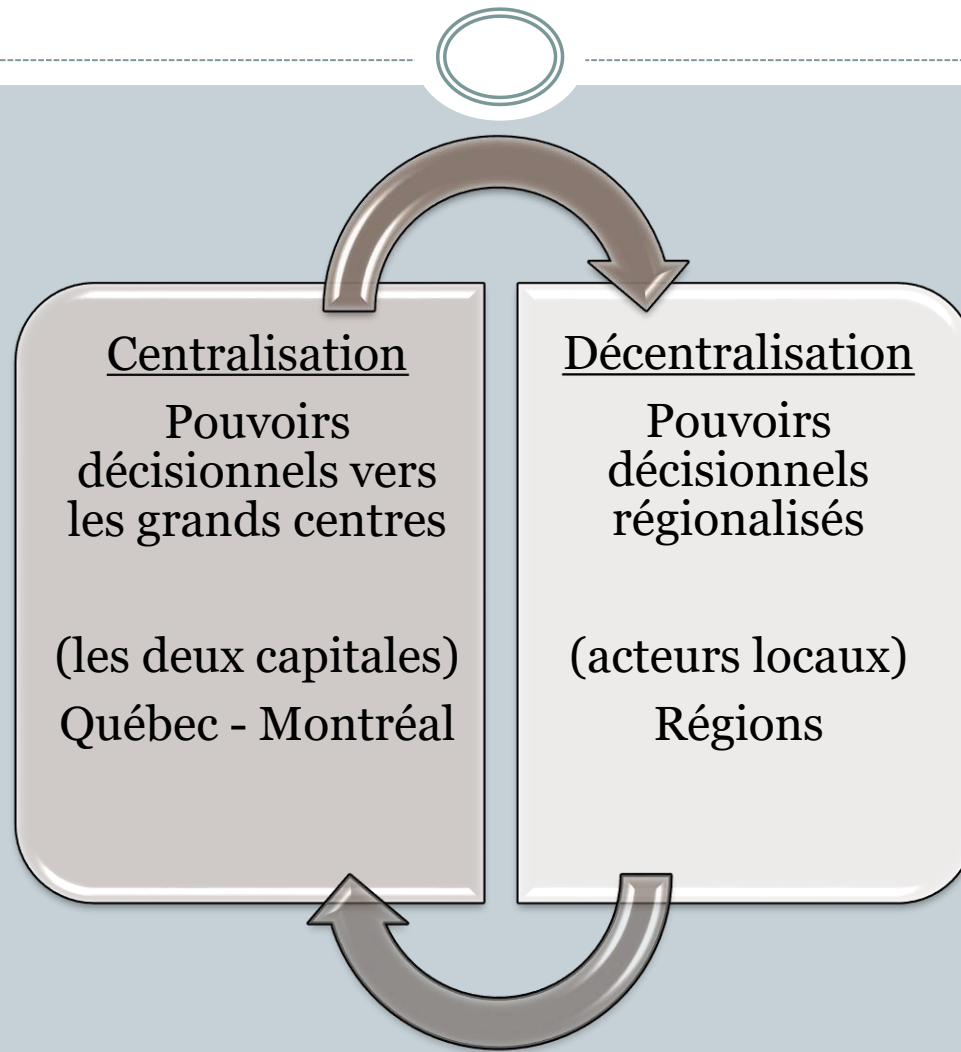 Centralisation
Pouvoirs
décisionnels vers
les grands centres
(les deux capitales)
Québec - Montréal
Décentralisation
Pouvoirs
décisionnels
régionalisés
(acteurs locaux)
Régions